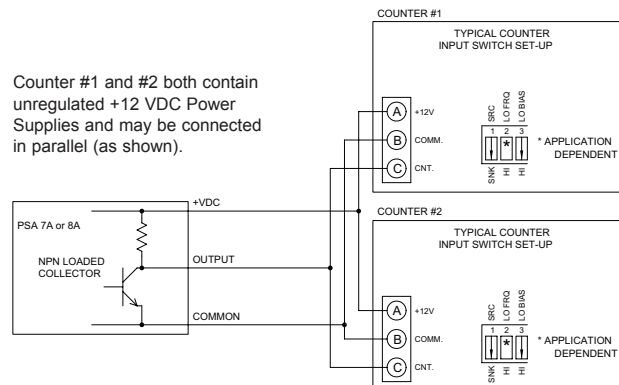 COUNTER #1
TYPICAL COUNTER
INPUT SWITCH SET-UP
Counter #1 and #2 both contain
unregulated +12 VDC Power
Supplies and may be connected
in parallel (as shown).
A +12V
B COMM.
C CNT.
SRC LO FRQ LO BIAS
1 2 3
*
SNK HI HI
* APPLICATION
DEPENDENT
+VDC
PSA 7A or 8A
NPN LOADED
COLLECTOR
OUTPUT
COMMON
COUNTER #2
TYPICAL COUNTER
INPUT SWITCH SET-UP
A +12V
B COMM.
C CNT.
SRC LO FRQ LO BIAS
1 2 3
*
SNK HI HI
* APPLICATION
DEPENDENT